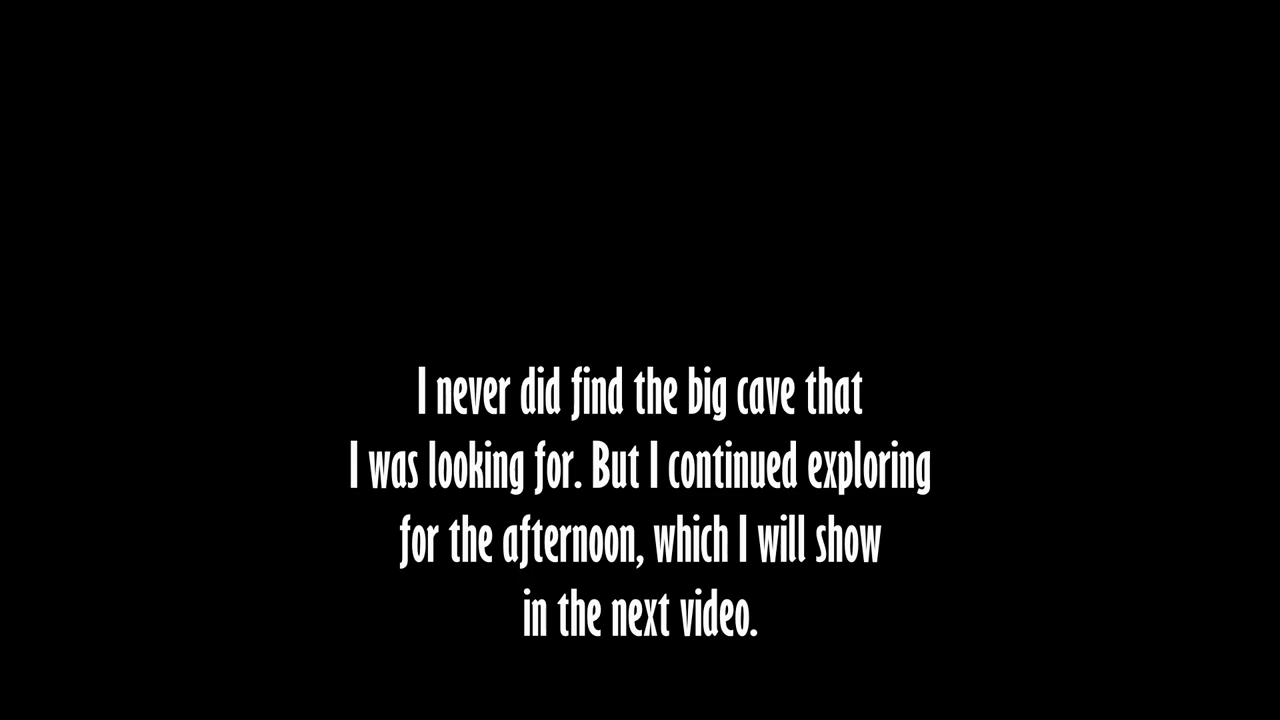 I never did find the big cave that
I was looking for. But I continued exploring
for the afternoon, which I will show
in the next video.